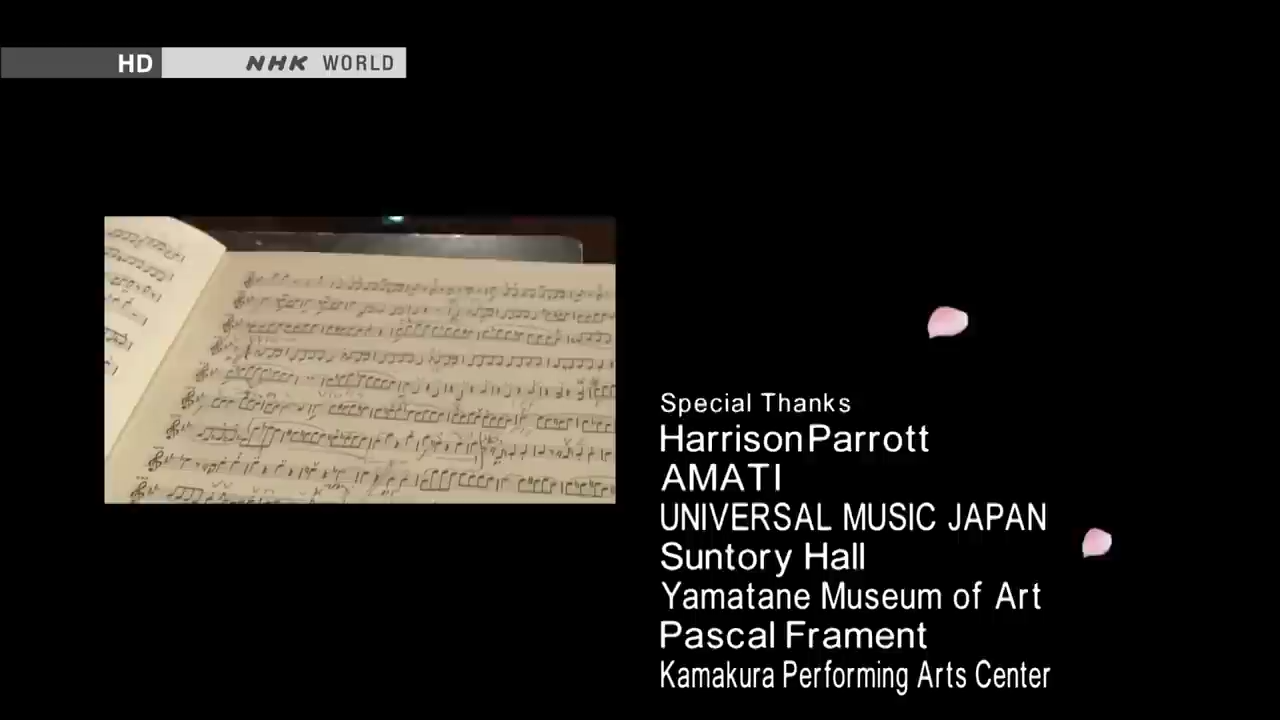 HD NHK WORLD
Special Thanks
HarrisonParrott
AMATI
UNIVERSAL MUSIC JAPAN
Suntory Hall
Yamatane Museum of Art
Pascal Frament
Kamakura Performing Arts Center